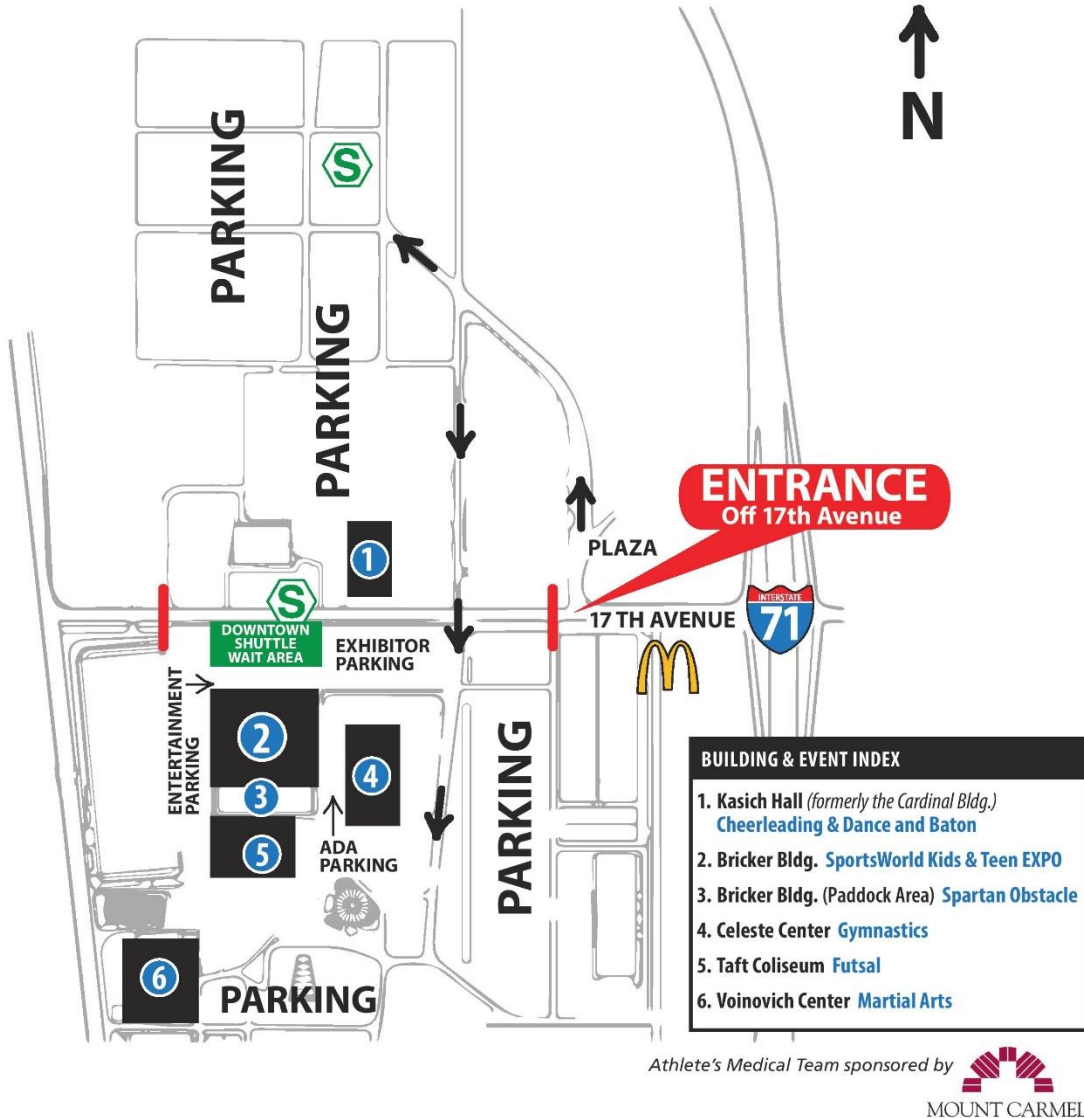 N
PARKING
S
PARKING
ENTRANCE
Off 17th Avenue
PLAZA
1
S
17 TH AVENUE
INTERSTATE
71
DOWNTOWN
SHUTTLE
WAIT AREA
EXHIBITOR
PARKING
ENTERTAINMENT
PARKING
2
3
4
5
ADA
PARKING
PARKING
6
PARKING
BUILDING & EVENT INDEX
1. Kasich Hall (formerly the Cardinal Bldg.)
Cheerleading & Dance and Baton
2. Bricker Bldg. SportsWorld Kids & Teen EXPO
3. Bricker Bldg. (Paddock Area) Spartan Obstacle
4. Celeste Center Gymnastics
5. Taft Coliseum Futsal
6. Voinovich Center Martial Arts
Athlete's Medical Team sponsored by
MOUNT CARMEL